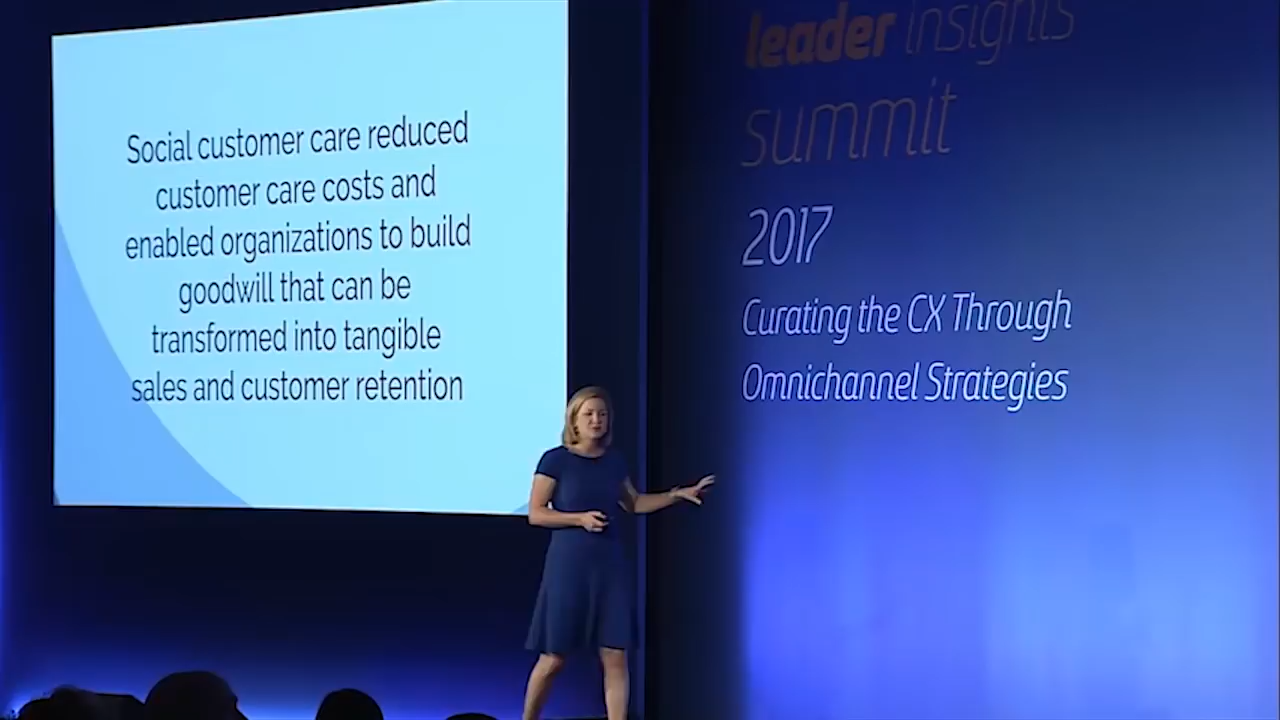 Social customer care reduced
customer care costs and
enabled organizations to build
goodwill that can be
transformed into tangible
sales and customer retention
leader insights
summit
2017
Curating the CX Through
Omnichannel Strategies